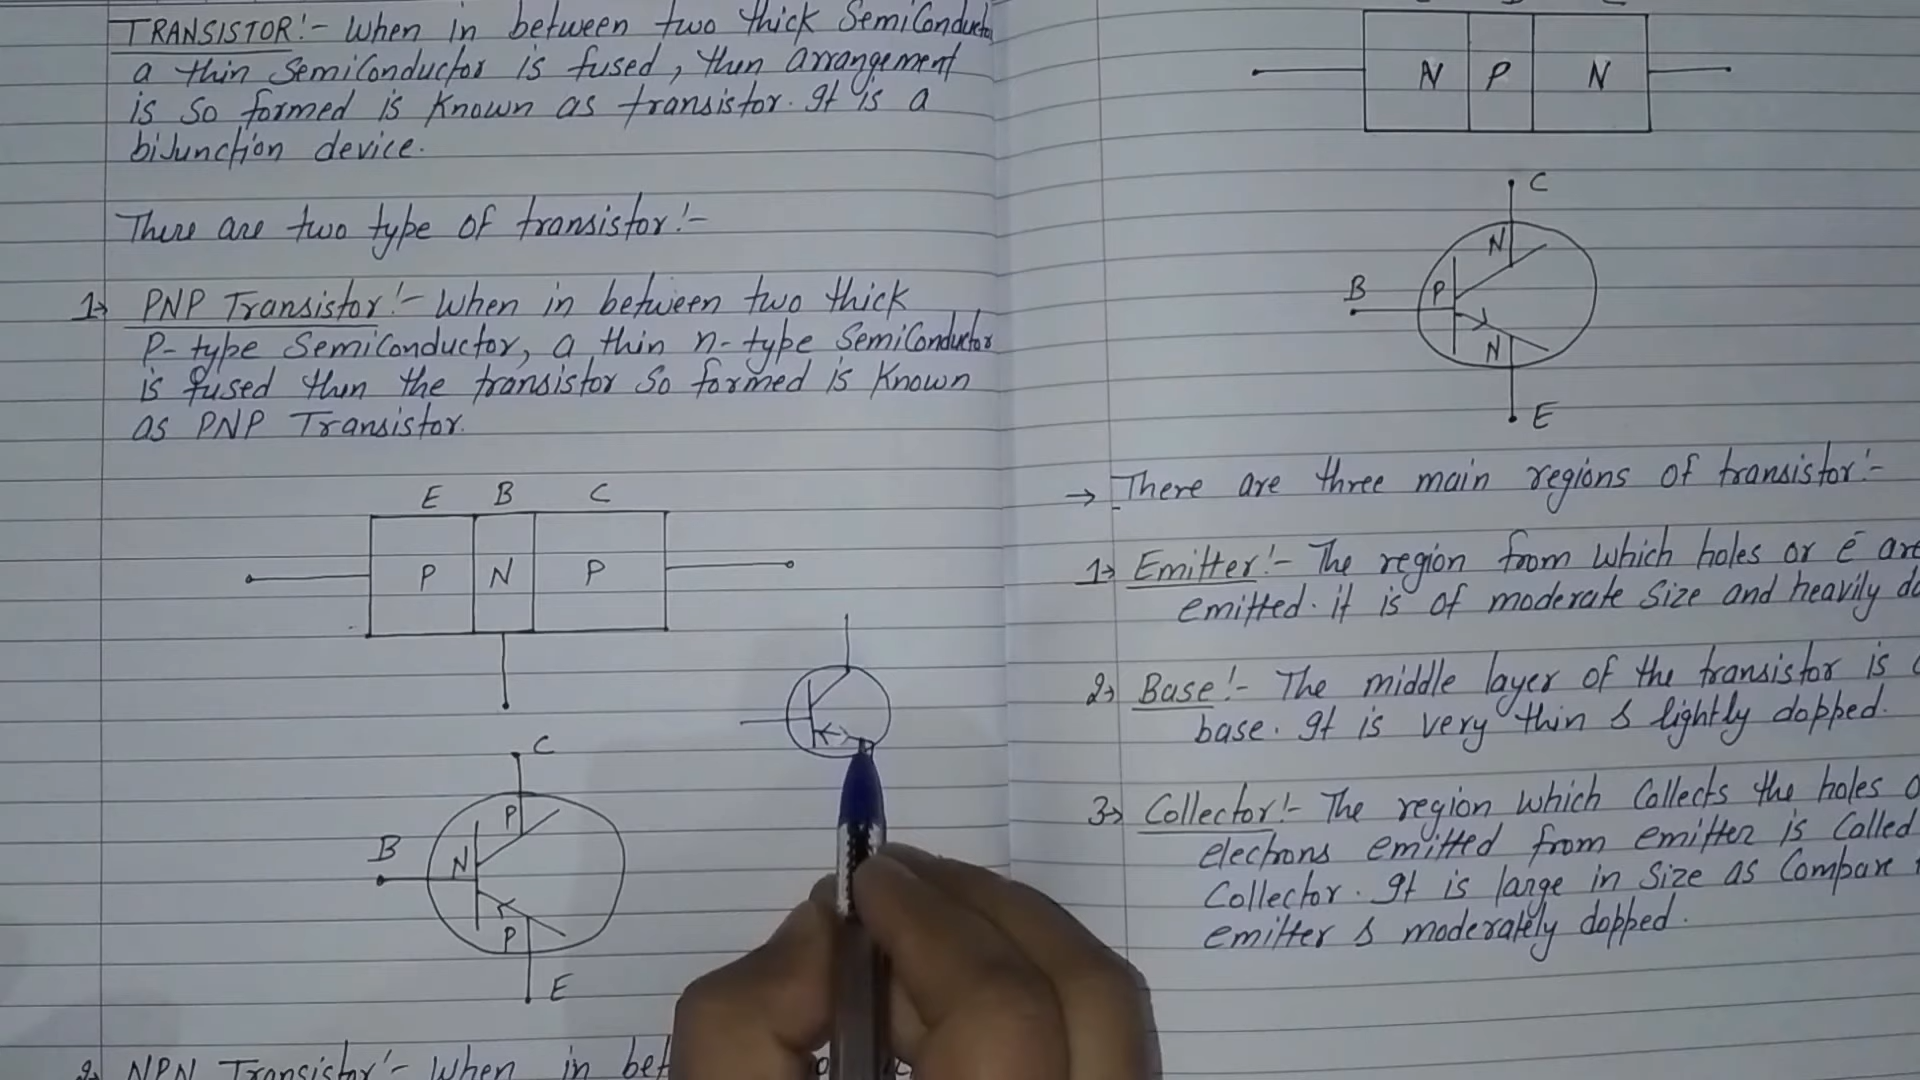 TRANSISTOR:- When in between two thick Semiconductor
a thin semiconductor is fused, then arrangement
is so formed is known as transistor. It is a
biJunction device.
There are two type of transistor:-
1→ PNP Transistor:- When in between two thick
P-type Semiconductor, a thin n-type semiconductor
is fused then the transistor so formed is known
as PNP Transistor.
E B C
P N P
C
P
B
N
P
E
2→ NPN Transistor:- When in
N P N
C
N
B
P
N
E
→ There are three main regions of transistor:-
1→ Emitter:- The region from which holes or e⁻ are
emitted. it is of moderate size and heavily do
2→ Base:- The middle layer of the transistor is
base. It is very thin & lightly dopped.
3→ Collector:- The region which collects the holes
electrons emitted from emitter is called
Collector. It is large in size as compare
emitter & moderately dopped.